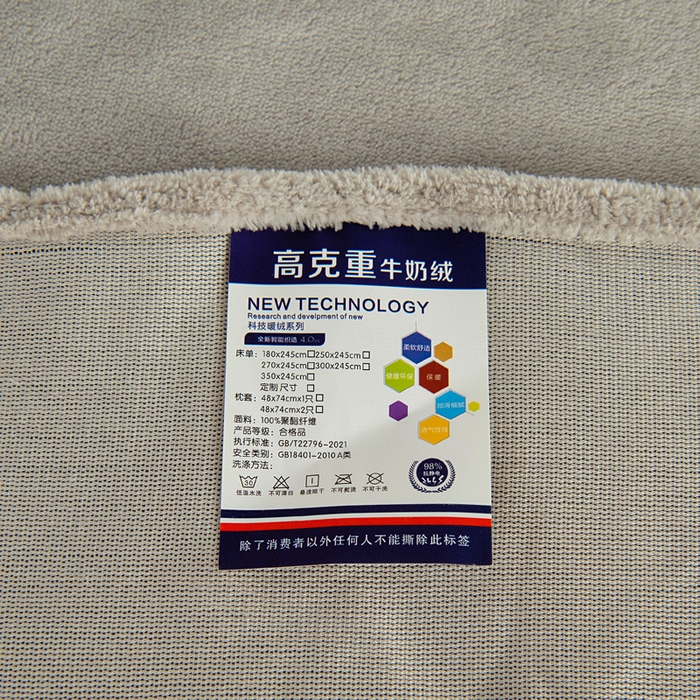 高克重牛奶绒
NEW TECHNOLOGY
Research and develpment of new
科技暖绒系列
全新智能织造 4.0
床单：180x245cm□250x245cm□
270x245cm□300x245cm□
350x245cm□
定制尺寸□
枕套：48x74cmx1只□
48x74cmx2只□
面料：100%聚酯纤维
产品等级：合格品
执行标准：GB/T22796-2021
安全类别：GB18401-2010 A类
洗涤方法：
柔软舒适
健康环保
保暖
透气性强
98%
抗静电
30
低温水洗 不可漂白 悬挂晾干 不可熨烫 不可干洗
除了消费者以外任何人不能撕除此标签